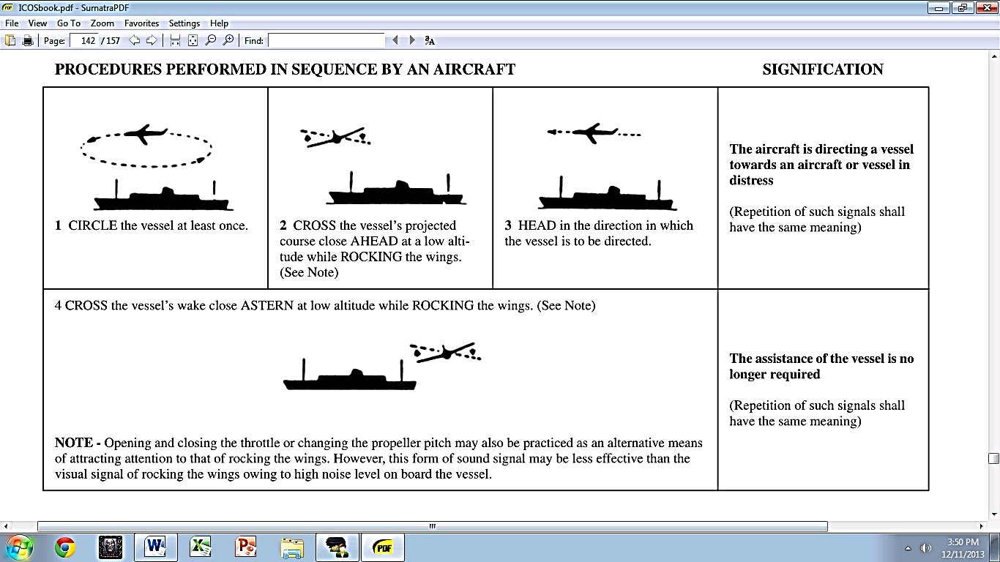 ICOSbook.pdf - SumatraPDF
File View Go To Zoom Favorites Settings Help
Page: 142 / 157 Find:
PROCEDURES PERFORMED IN SEQUENCE BY AN AIRCRAFT
SIGNIFICATION
1 CIRCLE the vessel at least once.
2 CROSS the vessel's projected
course close AHEAD at a low alti-
tude while ROCKING the wings.
(See Note)
3 HEAD in the direction in which
the vessel is to be directed.
The aircraft is directing a vessel
towards an aircraft or vessel in
distress
(Repetition of such signals shall
have the same meaning)
4 CROSS the vessel's wake close ASTERN at low altitude while ROCKING the wings. (See Note)
NOTE - Opening and closing the throttle or changing the propeller pitch may also be practiced as an alternative means
of attracting attention to that of rocking the wings. However, this form of sound signal may be less effective than the
visual signal of rocking the wings owing to high noise level on board the vessel.
The assistance of the vessel is no
longer required
(Repetition of such signals shall
have the same meaning)
PDF
3:50 PM
12/11/2013